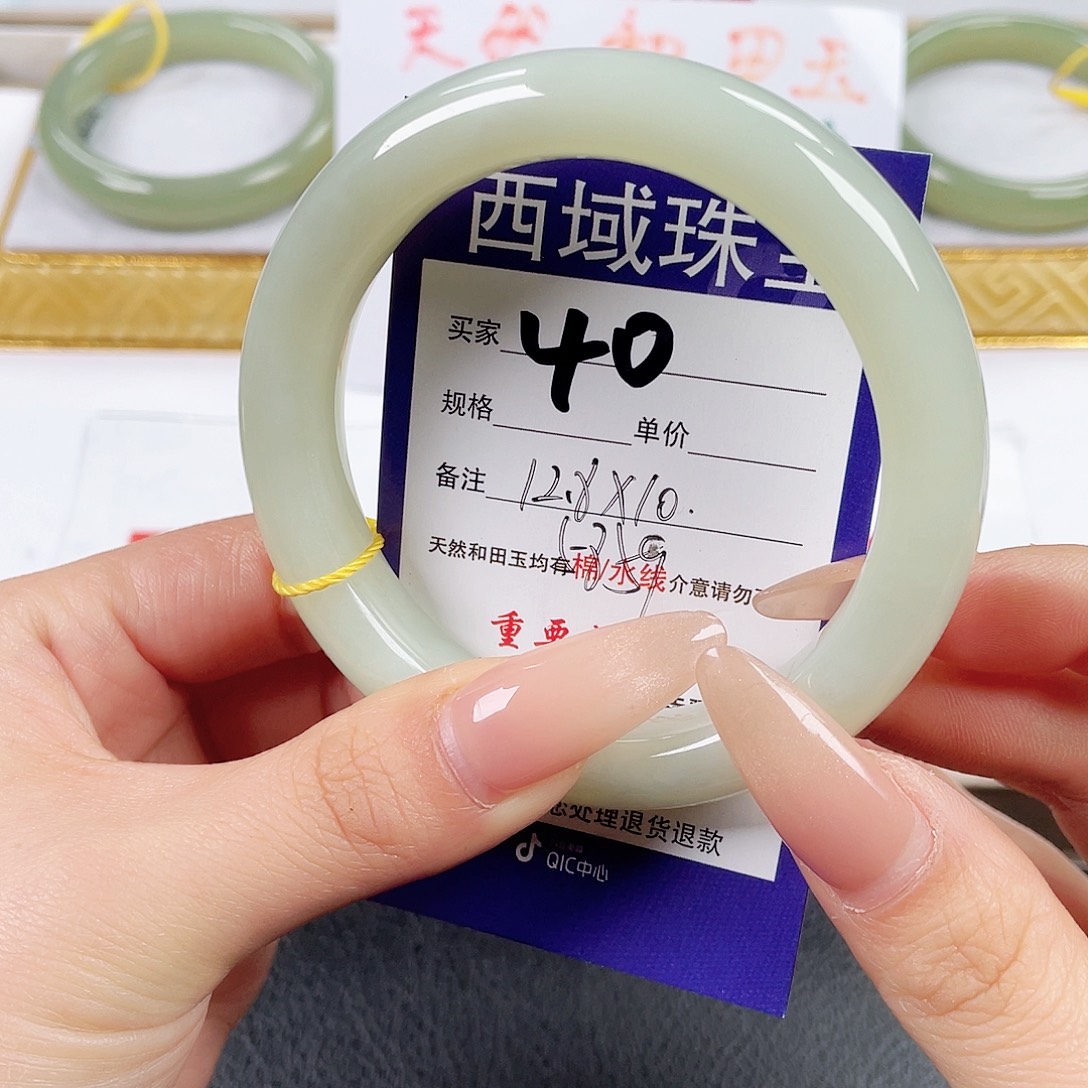 天然和田玉
西域珠宝
买家 40
规格 单价
备注 12.8X10.
天然和田玉均有棉/水线介意请勿
重要
处理退货退款
QIC中心